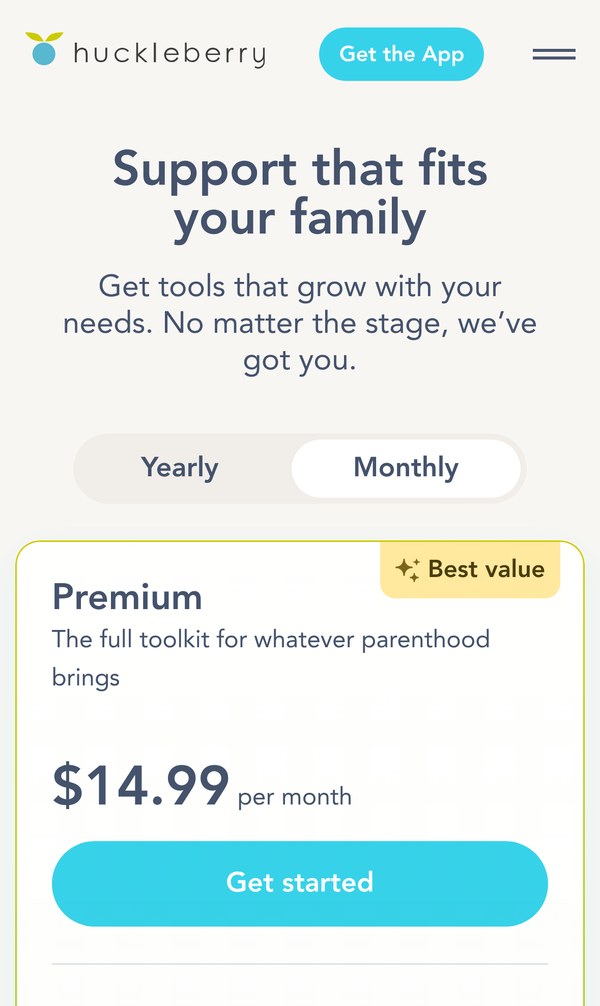 huckleberry
Get the App
Support that fits
your family
Get tools that grow with your
needs. No matter the stage, we’ve
got you.
Yearly
Monthly
Best value
Premium
The full toolkit for whatever parenthood
brings
$14.99 per month
Get started